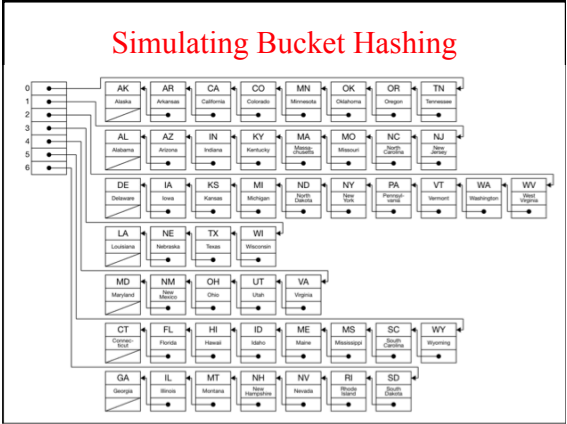 Simulating Bucket Hashing
0
1
2
3
4
5
6
AK AR CA CO MN OK OR TN
Alaska Arkansas California Colorado Minnesota Oklahoma Oregon Tennessee
AL AZ IN KY MA MO NC NJ
Alabama Arizona Indiana Kentucky Massa-chusetts Missouri North Carolina New Jersey
DE IA KS MI ND NY PA VT WA WV
Delaware Iowa Kansas Michigan North Dakota New York Pennsyl-vania Vermont Washington West Virginia
LA NE TX WI
Louisiana Nebraska Texas Wisconsin
MD NM OH UT VA
Maryland New Mexico Ohio Utah Virginia
CT FL HI ID ME MS SC WY
Connec-ticut Florida Hawaii Idaho Maine Mississippi South Carolina Wyoming
GA IL MT NH NV RI SD
Georgia Illinois Montana New Hampshire Nevada Rhode Island South Dakota